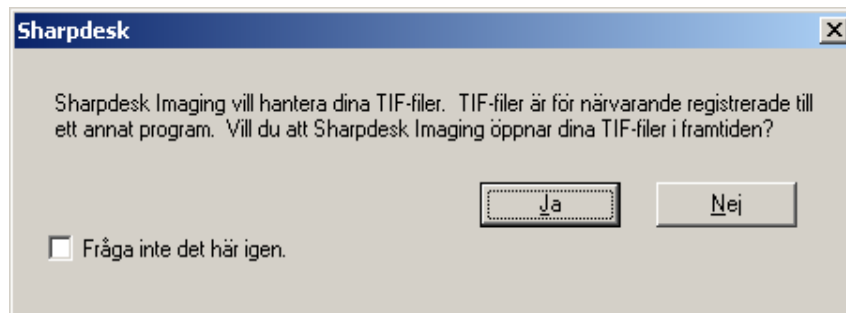 Sharpdesk
Sharpdesk Imaging vill hantera dina TIF-filer.  TIF-filer är för närvarande registrerade till
ett annat program.  Vill du att Sharpdesk Imaging öppnar dina TIF-filer i framtiden?
Ja
Nej
Fråga inte det här igen.